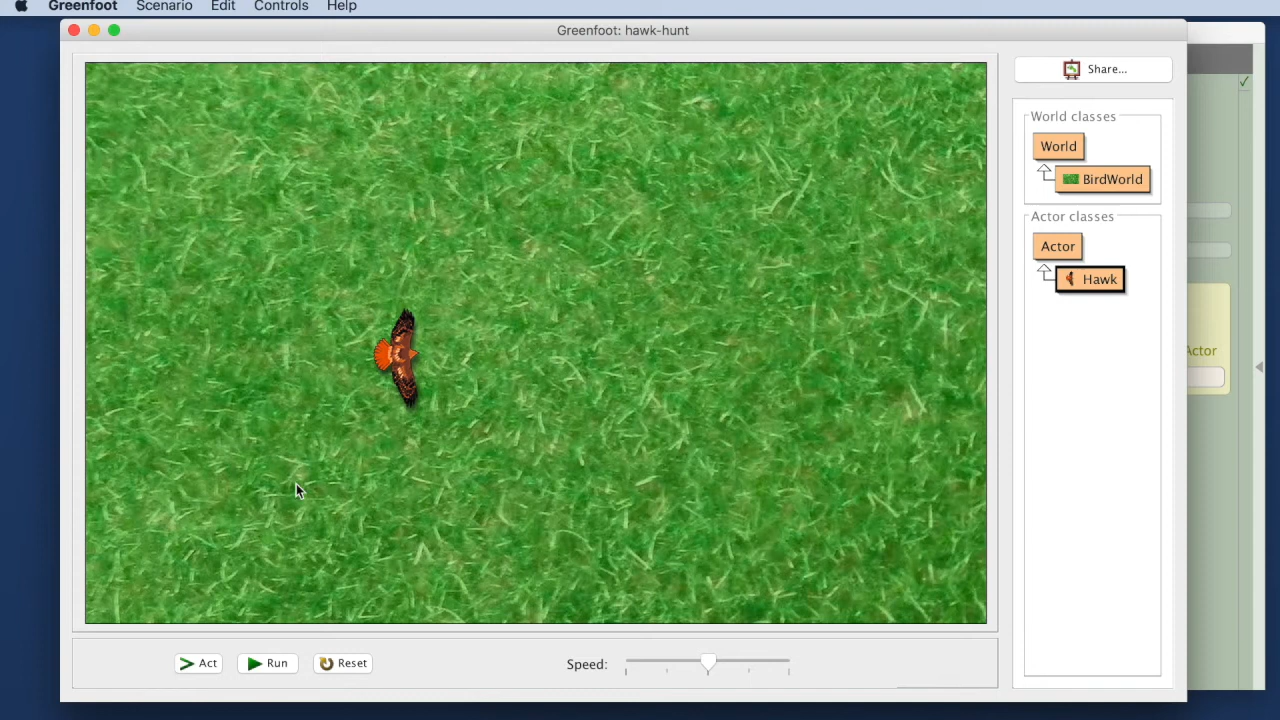 Greenfoot Scenario Edit Controls Help
Greenfoot: hawk-hunt
Share...
World classes
World
BirdWorld
Actor classes
Actor
Hawk
Actor
Act Run Reset Speed: